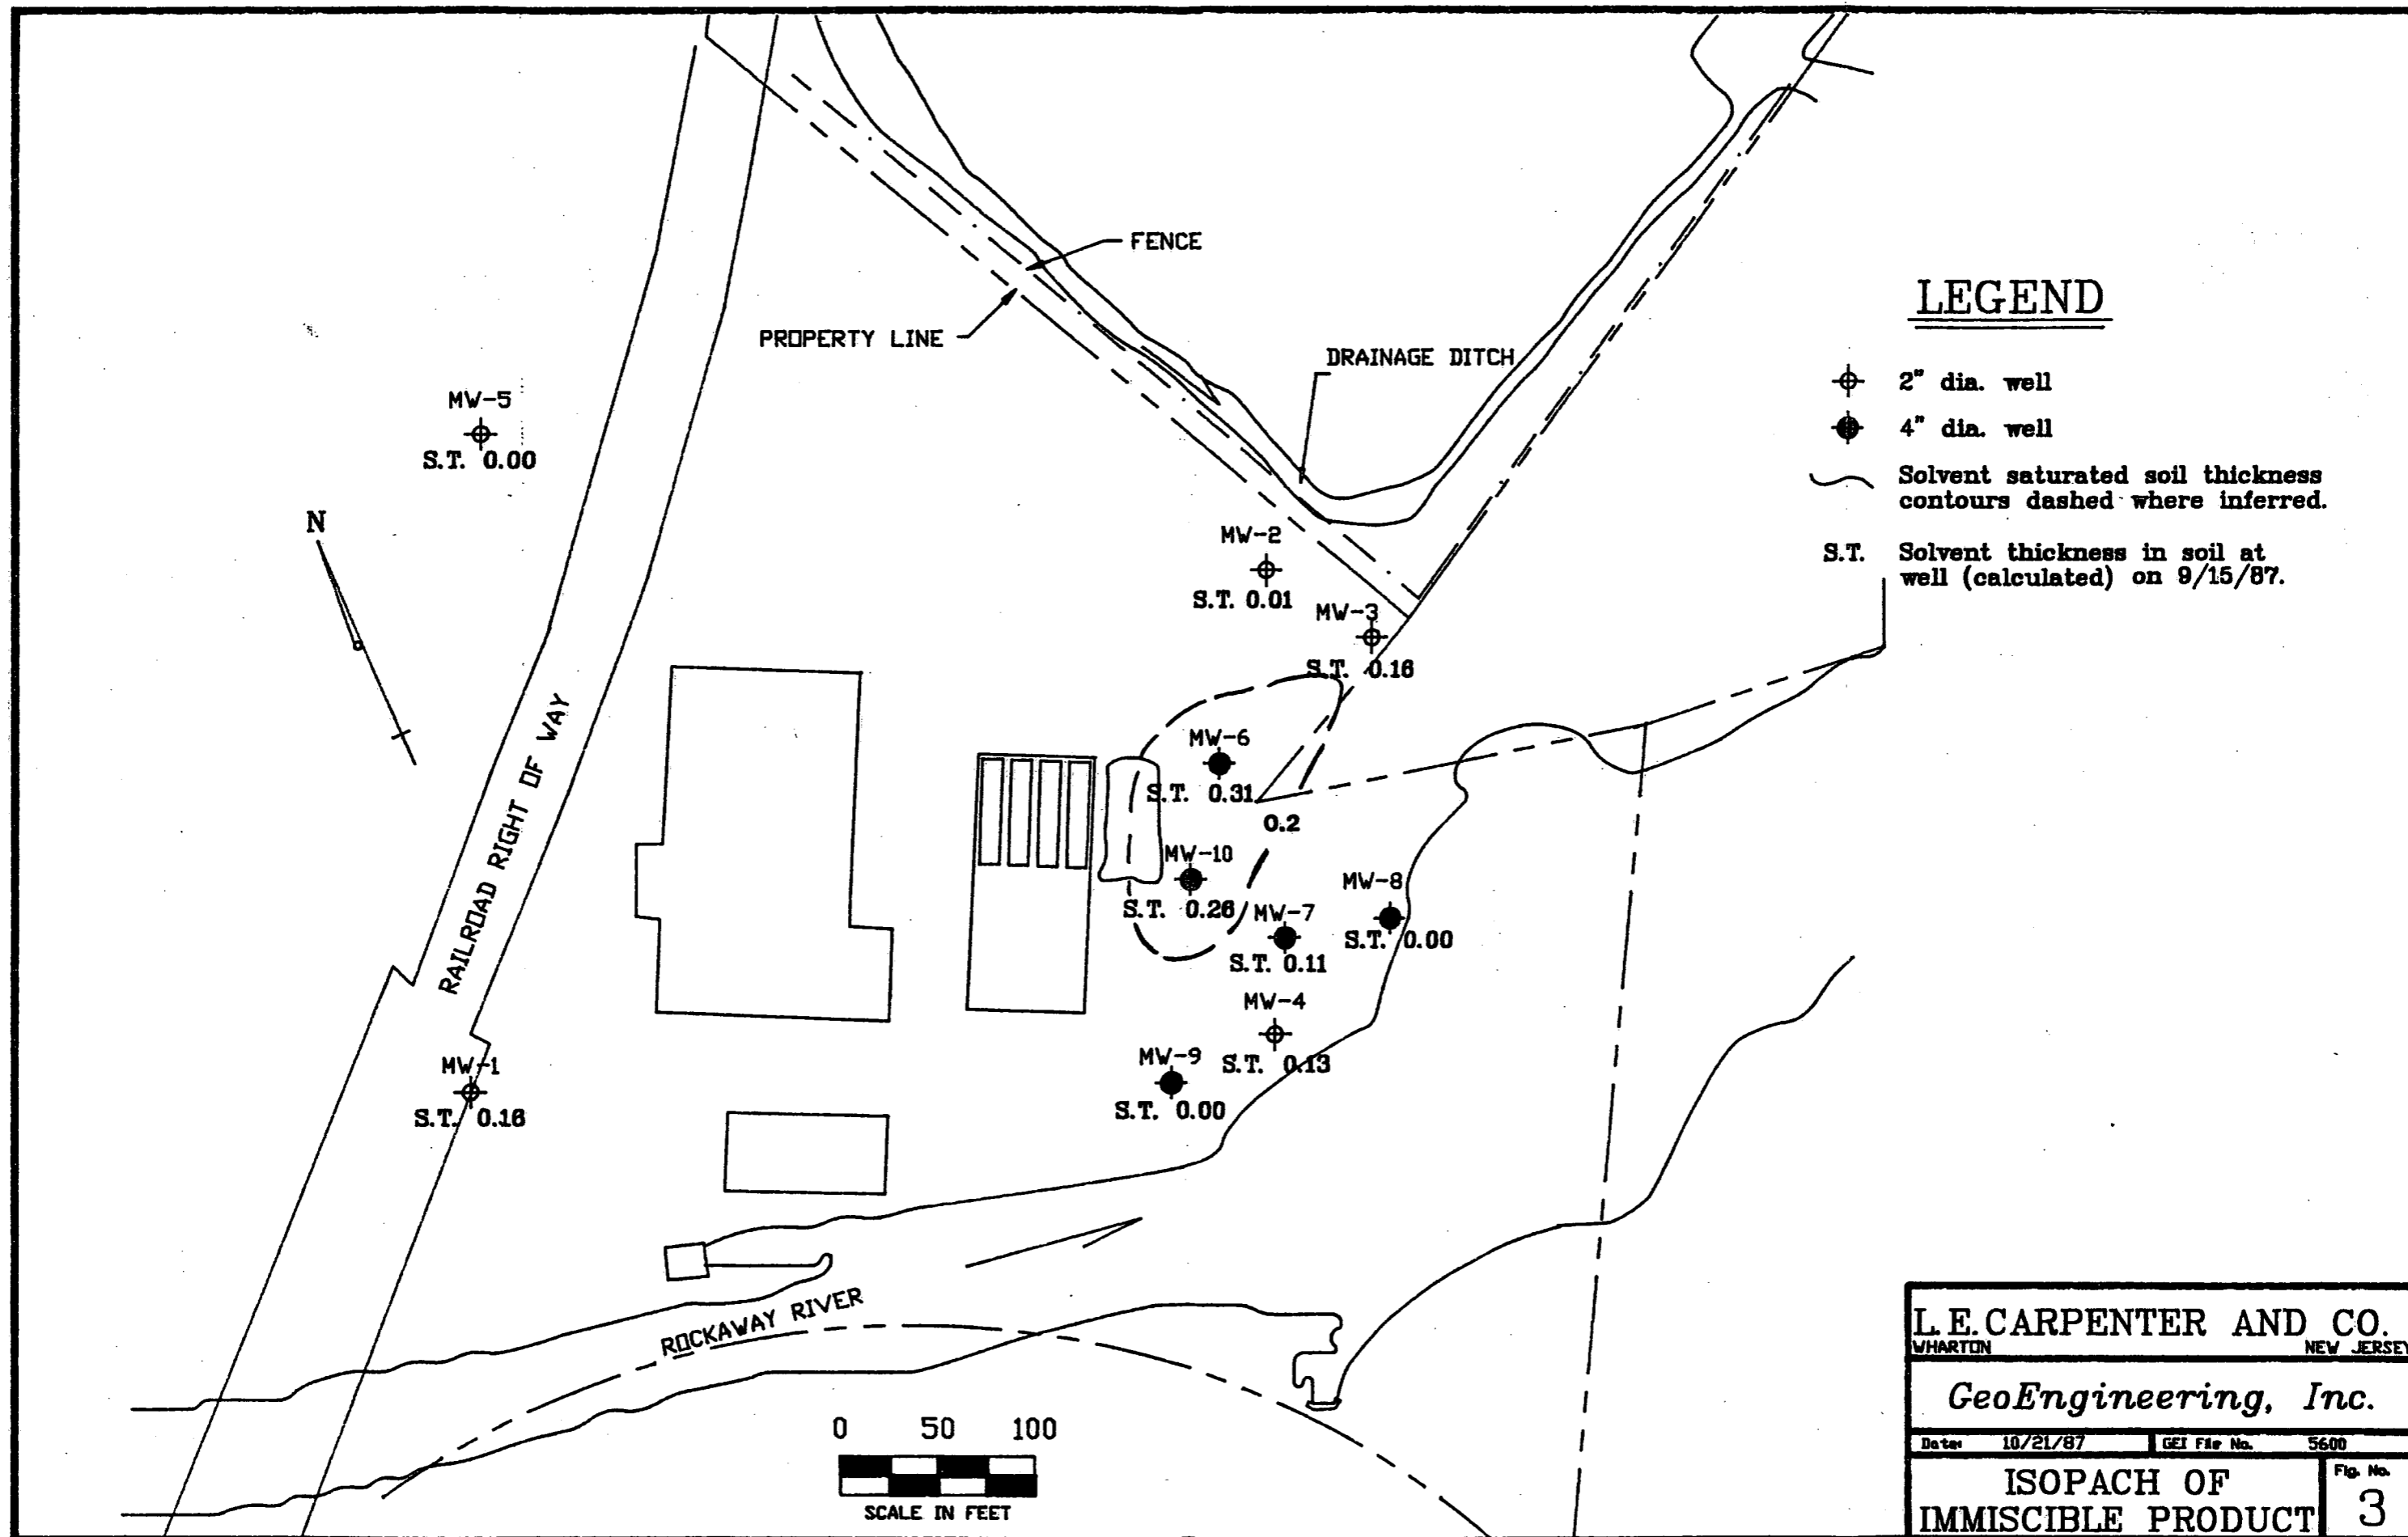 FENCE
PROPERTY LINE
DRAINAGE DITCH
LEGEND
2" dia. well
4" dia. well
Solvent saturated soil thickness
contours dashed where inferred.
S.T. Solvent thickness in soil at
well (calculated) on 9/15/87.
MW-5
S.T. 0.00
N
MW-2
S.T. 0.01
MW-3
S.T. 0.16
RAILROAD RIGHT OF WAY
MW-6
S.T. 0.31
0.2
MW-10
S.T. 0.26
MW-7
S.T. 0.11
MW-8
S.T. 0.00
MW-4
S.T. 0.13
MW-9
S.T. 0.00
MW-1
S.T. 0.16
ROCKAWAY RIVER
0 50 100
SCALE IN FEET
L.E.CARPENTER AND CO.
WHARTON NEW JERSEY
GeoEngineering, Inc.
Date: 10/21/87 GEI File No. 5600
ISOPACH OF
IMMISCIBLE PRODUCT
Fig. No.
3